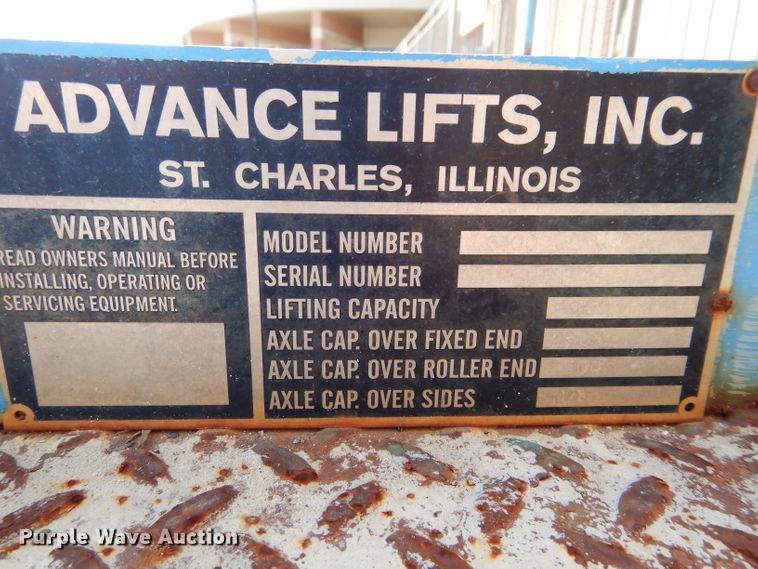 ADVANCE LIFTS, INC.
ST. CHARLES, ILLINOIS
WARNING
READ OWNERS MANUAL BEFORE
INSTALLING, OPERATING OR
SERVICING EQUIPMENT.
MODEL NUMBER
SERIAL NUMBER
LIFTING CAPACITY
AXLE CAP. OVER FIXED END
AXLE CAP. OVER ROLLER END
AXLE CAP. OVER SIDES
Purple Wave Auction